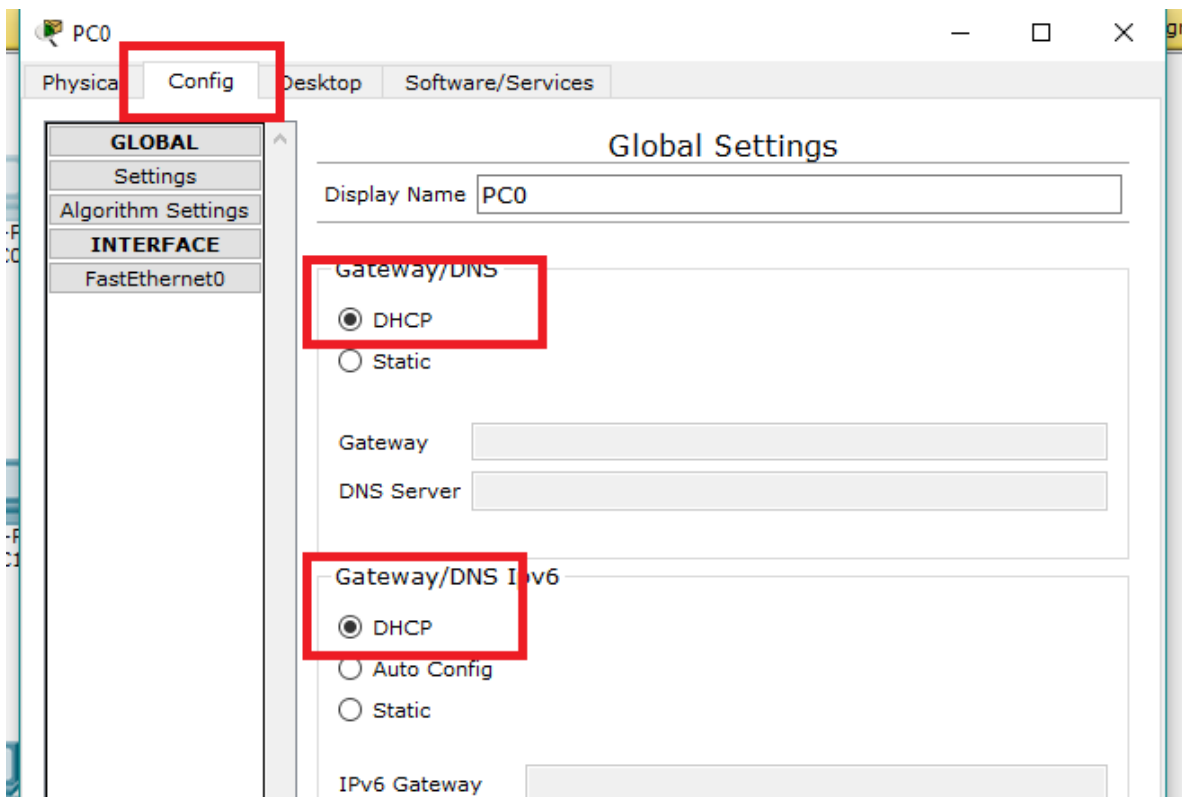 PC0
Physica Config Desktop Software/Services
GLOBAL
Settings
Algorithm Settings
INTERFACE
FastEthernet0
Global Settings
Display Name PC0
Gateway/DNS
DHCP
Static
Gateway
DNS Server
Gateway/DNS Ipv6
DHCP
Auto Config
Static
IPv6 Gateway